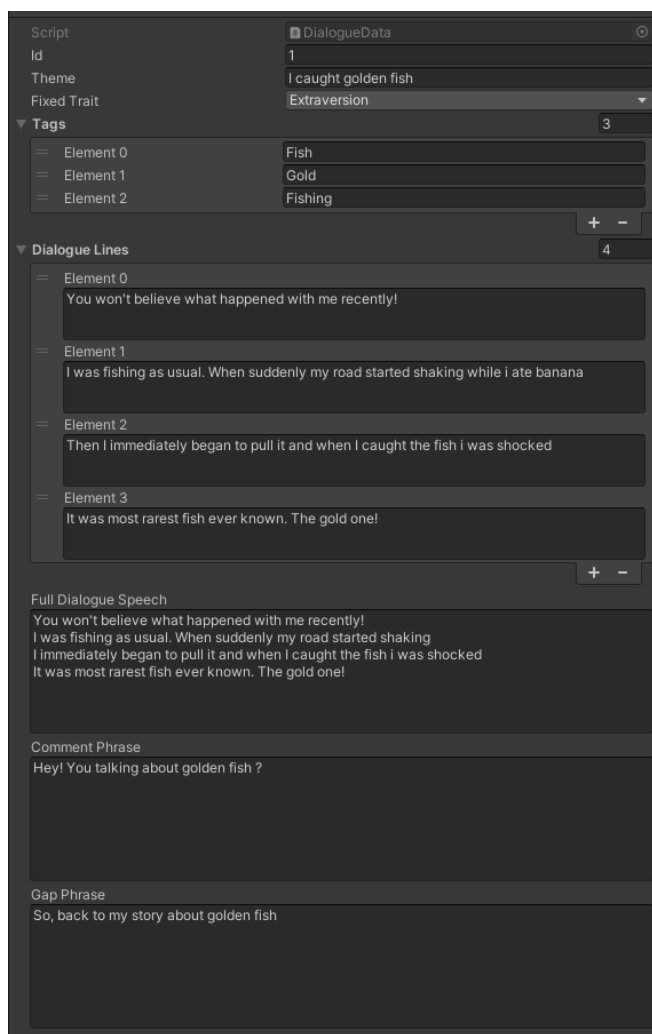 Script
DialogueData
Id
1
Theme
I caught golden fish
Fixed Trait
Extraversion
Tags
3
Element 0
Fish
Element 1
Gold
Element 2
Fishing
+ -
Dialogue Lines
4
Element 0
You won't believe what happened with me recently!
Element 1
I was fishing as usual. When suddenly my road started shaking while i ate banana
Element 2
Then I immediately began to pull it and when I caught the fish i was shocked
Element 3
It was most rarest fish ever known. The gold one!
+ -
Full Dialogue Speech
You won't believe what happened with me recently!
I was fishing as usual. When suddenly my road started shaking
I immediately began to pull it and when I caught the fish i was shocked
It was most rarest fish ever known. The gold one!
Comment Phrase
Hey! You talking about golden fish ?
Gap Phrase
So, back to my story about golden fish